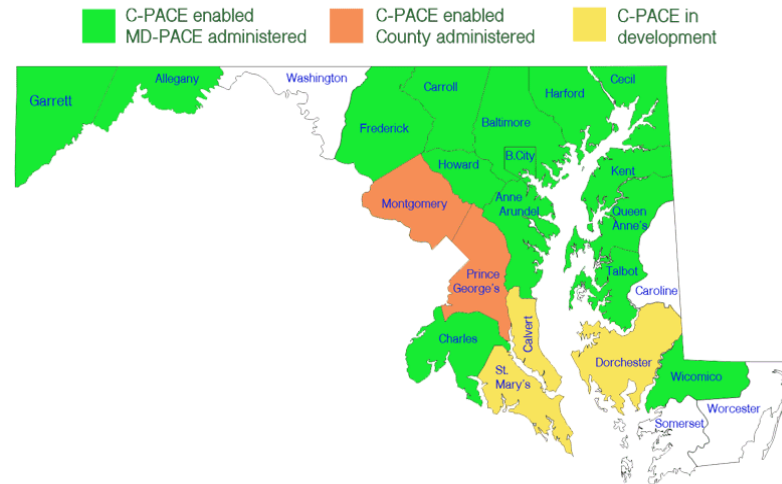 C-PACE enabled
MD-PACE administered
C-PACE enabled
County administered
C-PACE in
development
Garrett
Allegany
Washington
Frederick
Carroll
Baltimore
Harford
Cecil
B.City
Howard
Montgomery
Anne
Arundel
Kent
Queen
Anne's
Prince
George's
Talbot
Caroline
Charles
Calvert
St.
Mary's
Dorchester
Wicomico
Worcester
Somerset